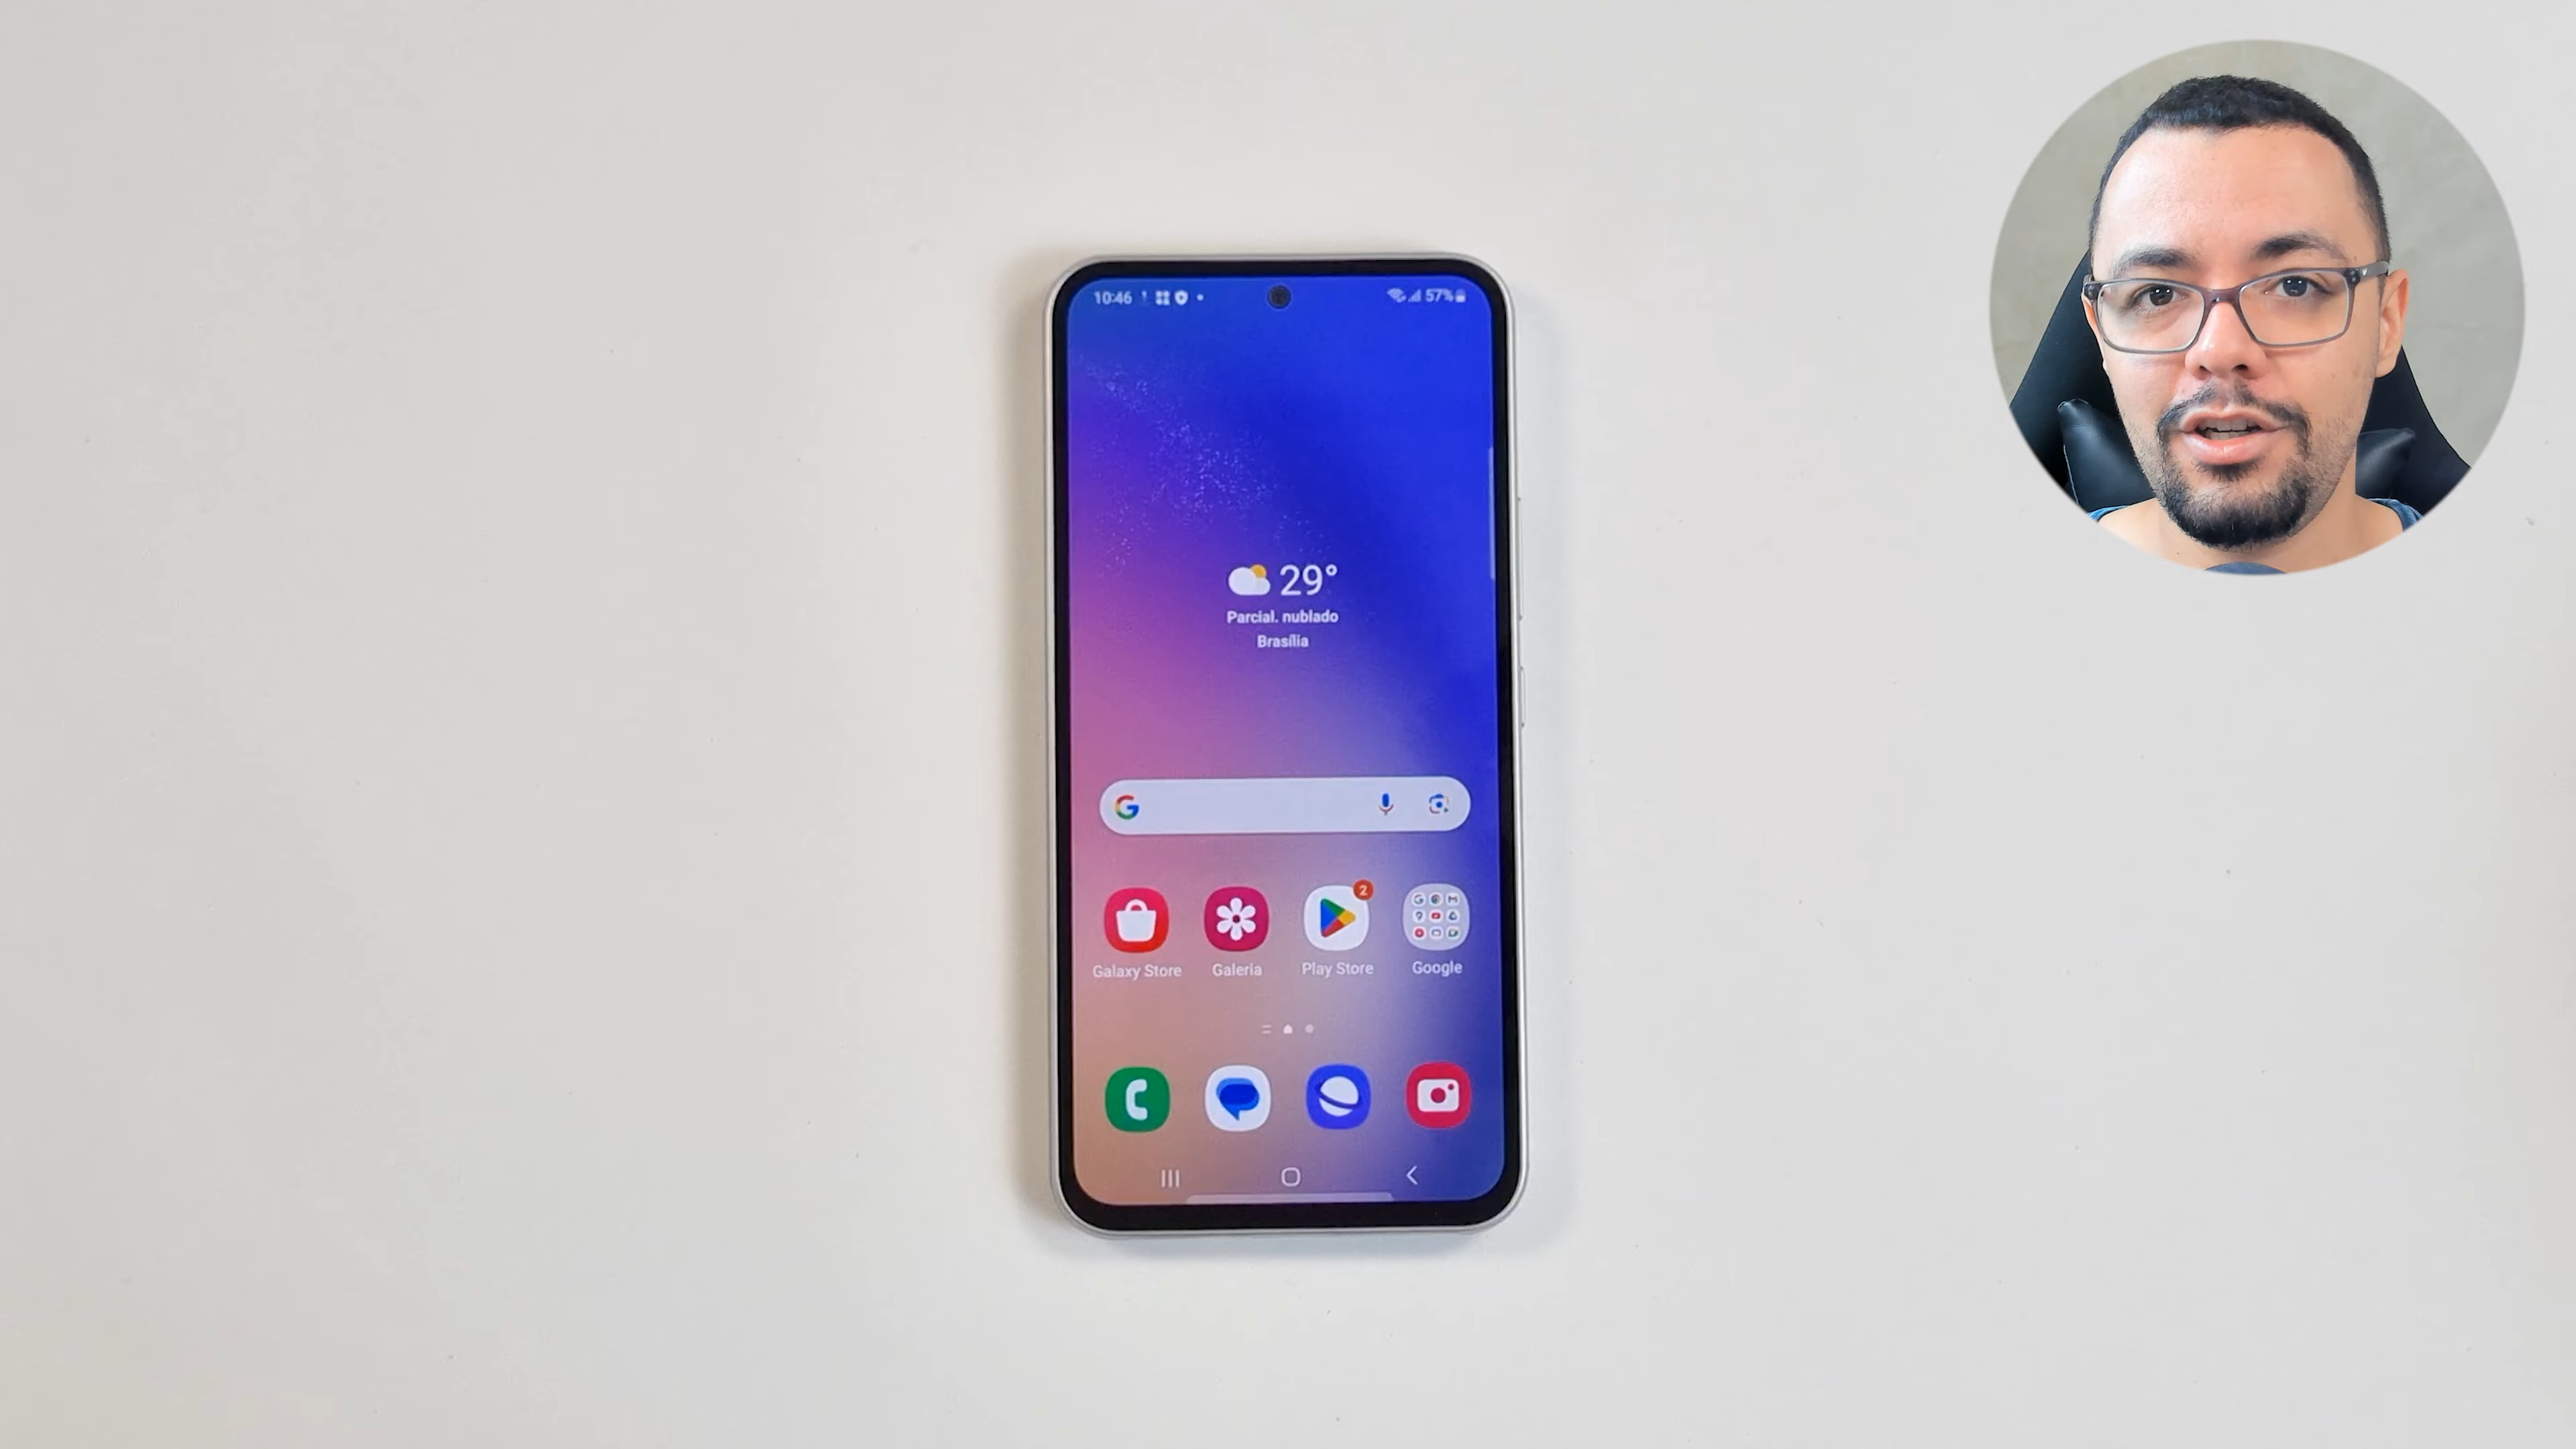 10:46
57%
29°
Parcial. nublado
Brasília
2
Galaxy Store
Galeria
Play Store
Google